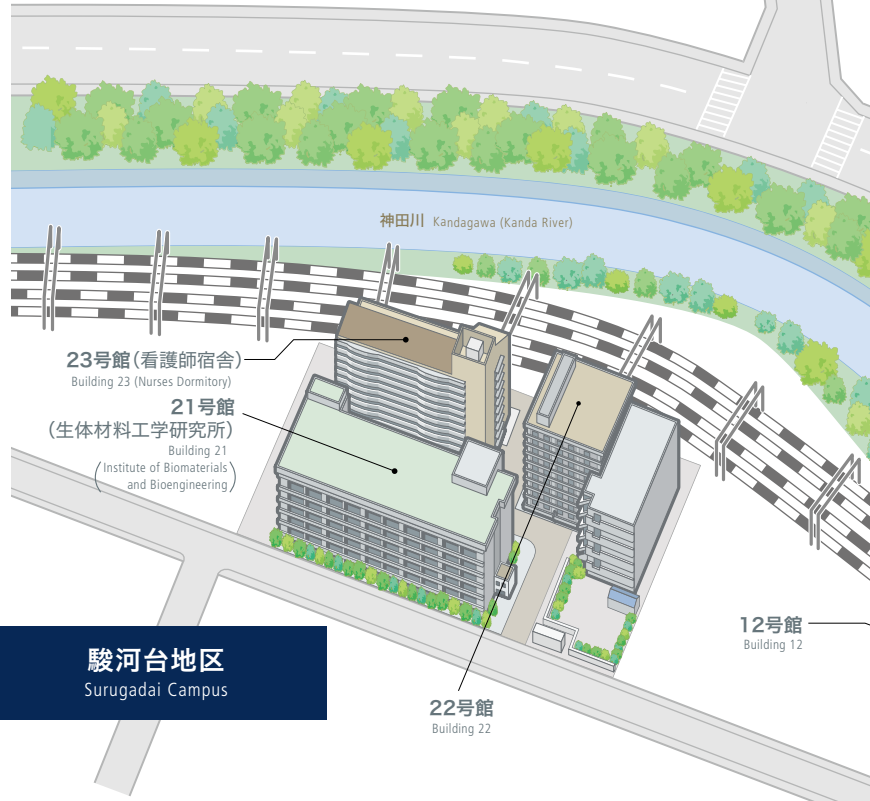 神田川 Kandagawa (Kanda River)
23号館(看護師宿舎)
Building 23 (Nurses Dormitory)
21号館
(生体材料工学研究所)
Building 21
(Institute of Biomaterials
and Bioengineering)
12号館
Building 12
駿河台地区
Surugadai Campus
22号館
Building 22